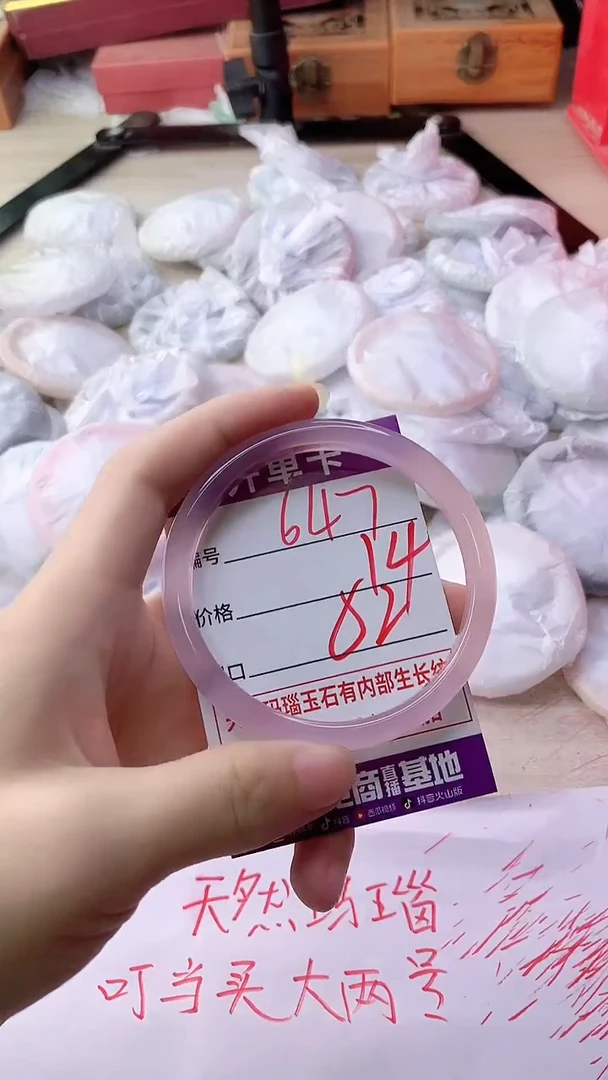 开单卡
编号 647
价格 14
口 82
玛瑙玉石有内部生长纹
电商直播基地
抖音 西瓜视频 抖音火山版
天然玛瑙
叮当买大两号